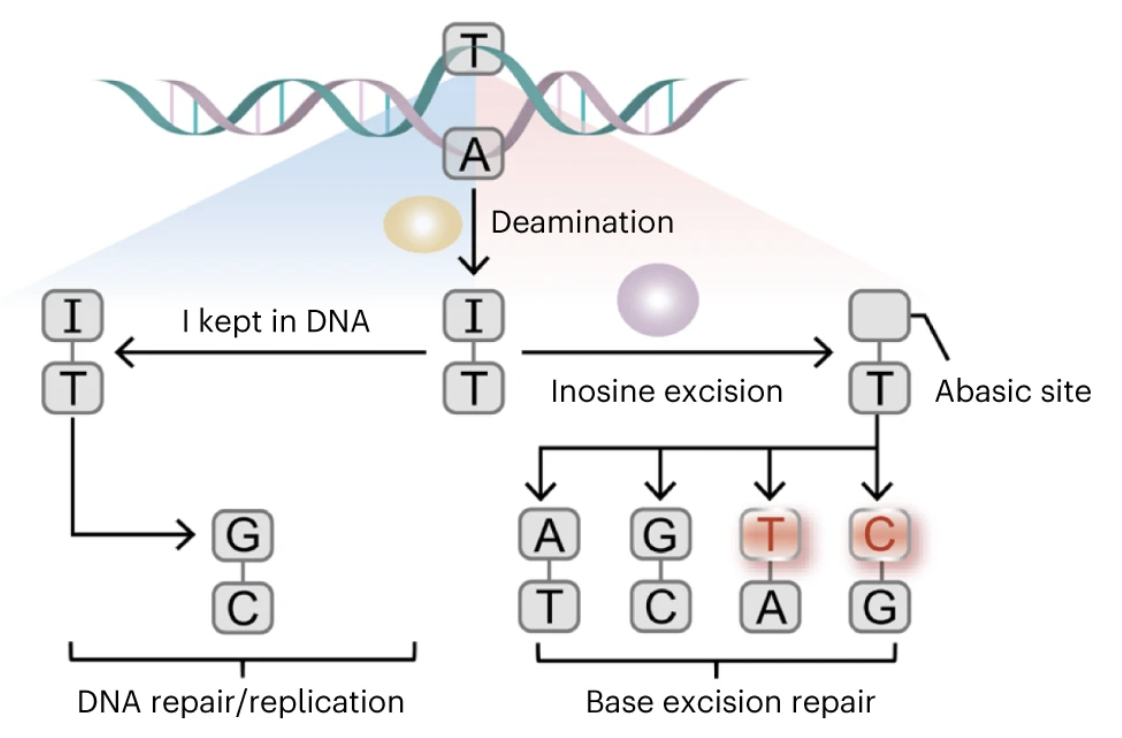 T
A
Deamination
I
I kept in DNA
I
T
T
Inosine excision
T
Abasic site
G
A
G
T
C
C
T
C
A
G
DNA repair/replication
Base excision repair